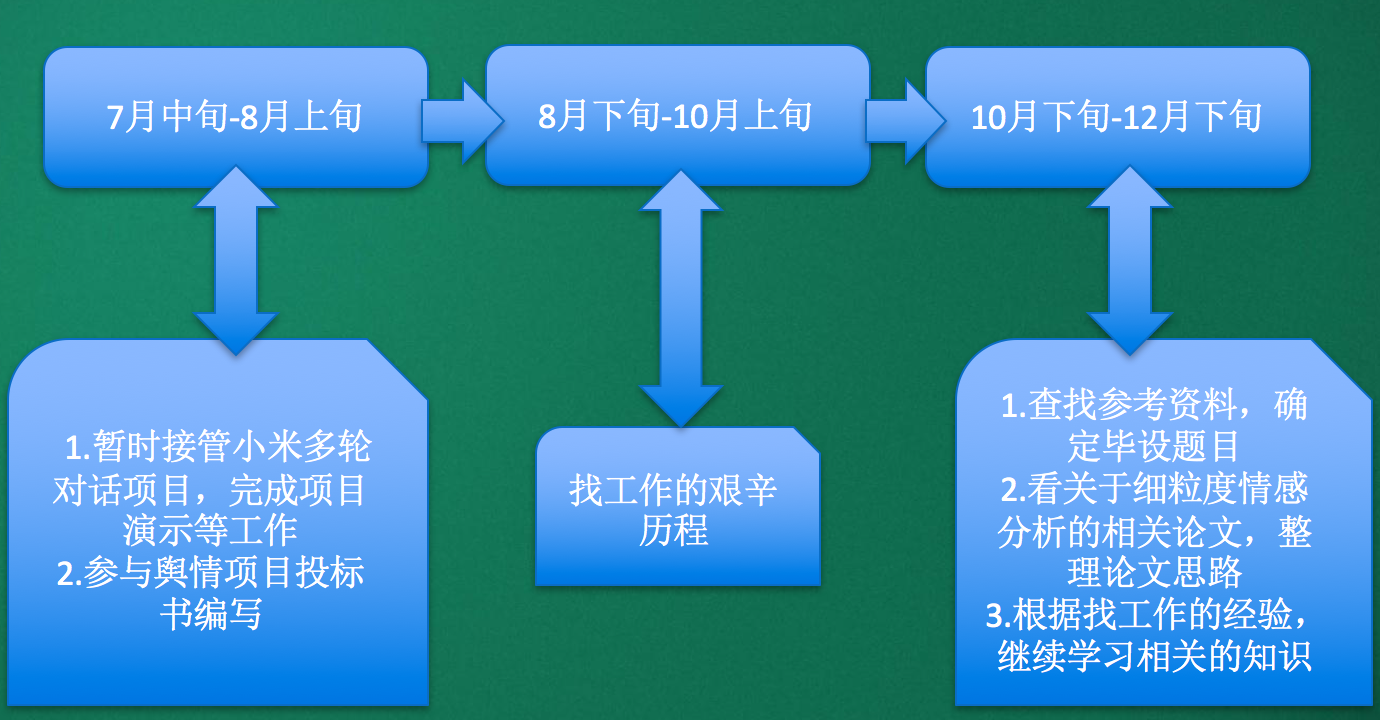 7月中旬-8月上旬
8月下旬-10月上旬
10月下旬-12月下旬
1.暂时接管小米多轮
对话项目，完成项目
演示等工作
2.参与舆情项目投标
书编写
找工作的艰辛
历程
1.查找参考资料，确
定毕设题目
2.看关于细粒度情感
分析的相关论文，整
理论文思路
3.根据找工作的经验，
继续学习相关的知识